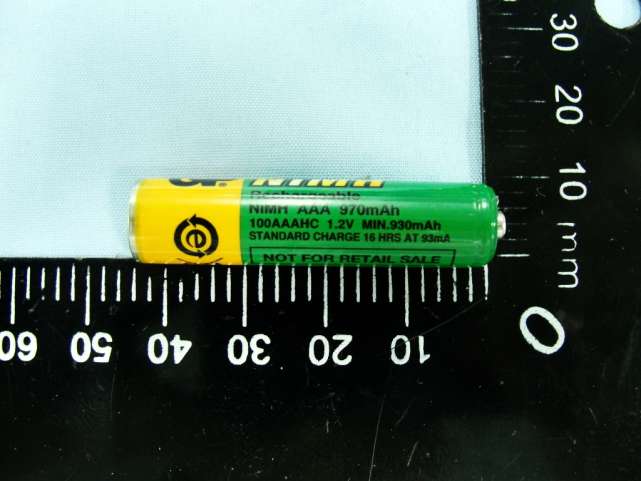 NiMH
Rechargeable
NIMH AAA 970mAh
100AAAHC 1.2V MIN.930mAh
STANDARD CHARGE 16 HRS AT 93mA
NOT FOR RETAIL SALE
e
30
20
10
mm
0
60 50 40 30 20 10